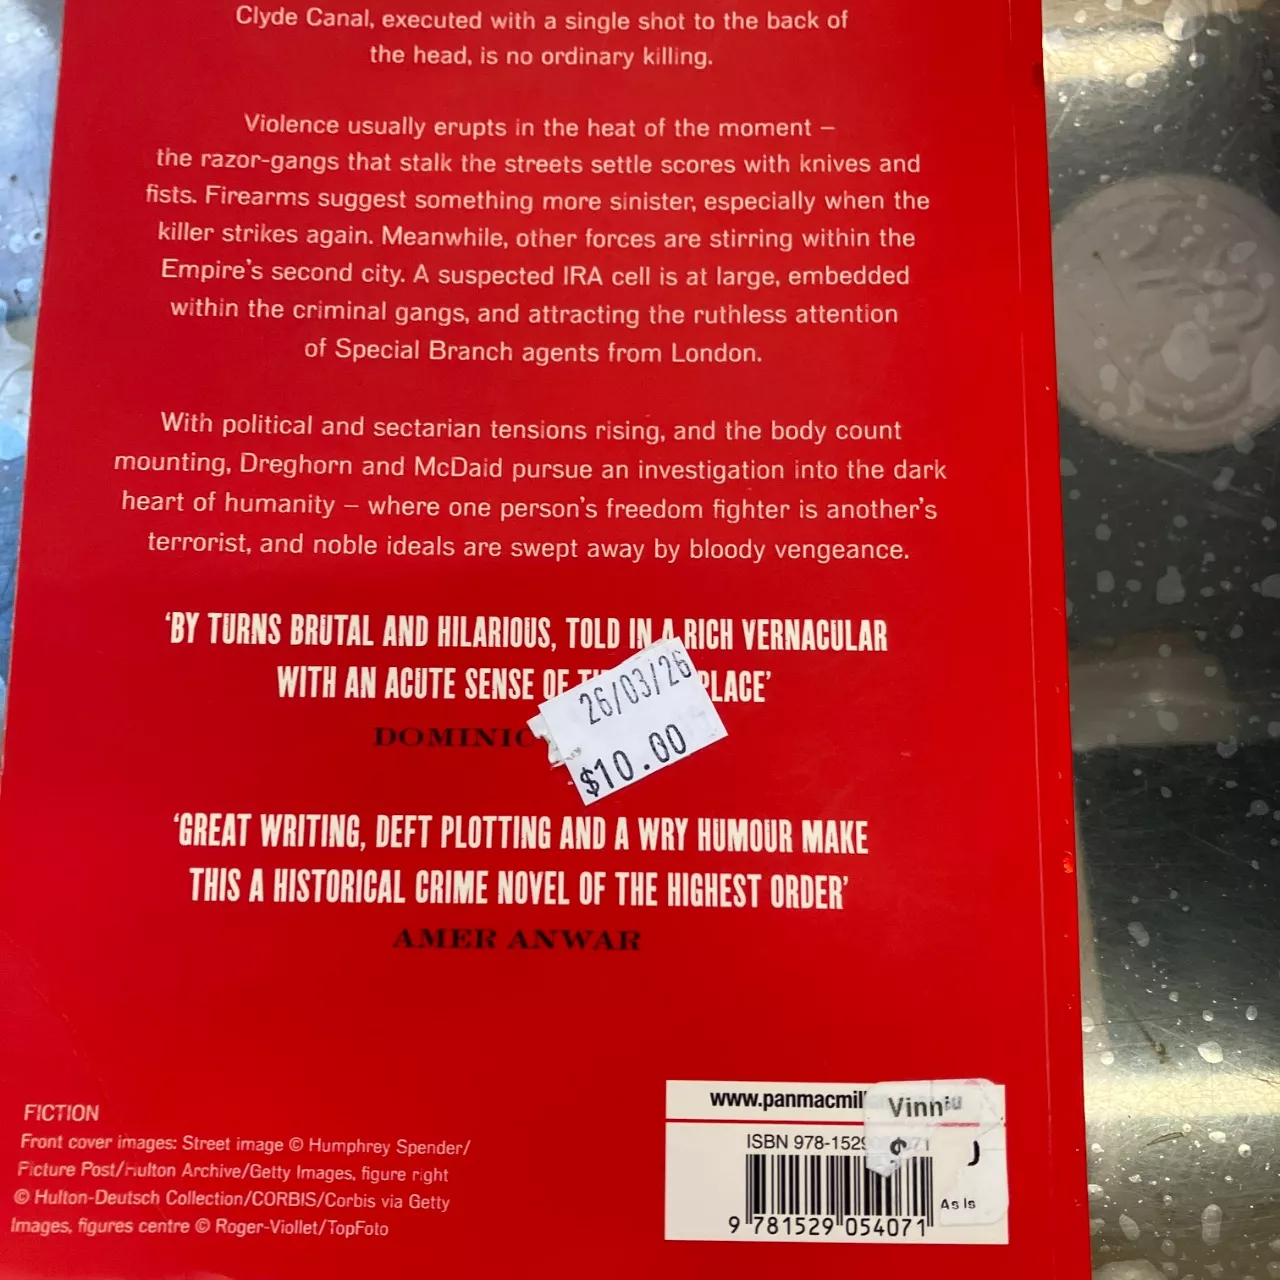 Clyde Canal, executed with a single shot to the back of
the head, is no ordinary killing.
Violence usually erupts in the heat of the moment –
the razor-gangs that stalk the streets settle scores with knives and
fists. Firearms suggest something more sinister, especially when the
killer strikes again. Meanwhile, other forces are stirring within the
Empire's second city. A suspected IRA cell is at large, embedded
within the criminal gangs, and attracting the ruthless attention
of Special Branch agents from London.
With political and sectarian tensions rising, and the body count
mounting, Dreghorn and McDaid pursue an investigation into the dark
heart of humanity – where one person's freedom fighter is another's
terrorist, and noble ideals are swept away by bloody vengeance.
'BY TURNS BRUTAL AND HILARIOUS, TOLD IN A RICH VERNACULAR
WITH AN ACUTE SENSE OF PLACE'
DOMINIC
26/03/26
$10.00
'GREAT WRITING, DEFT PLOTTING AND A WRY HUMOUR MAKE
THIS A HISTORICAL CRIME NOVEL OF THE HIGHEST ORDER'
AMER ANWAR
FICTION
Front cover images: Street image © Humphrey Spender/
Picture Post/Hulton Archive/Getty Images, figure right
© Hulton-Deutsch Collection/CORBIS/Corbis via Getty
Images, figures centre © Roger-Viollet/TopFoto
www.panmacmil
Vinni
ISBN 978-1529 71
$
As Is
9 781529 054071